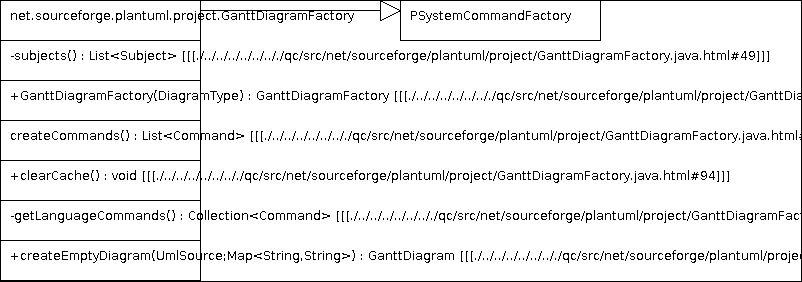 net.sourceforge.plantuml.project.GanttDiagramFactory
PSystemCommandFactory
-subjects() : List<Subject> [[[./../../../../../../../qc/src/net/sourceforge/plantuml/project/GanttDiagramFactory.java.html#49]]]
+GanttDiagramFactory(DiagramType) : GanttDiagramFactory [[[./../../../../../../../qc/src/net/sourceforge/plantuml/project/GanttDia
createCommands() : List<Command> [[[./../../../../../../../qc/src/net/sourceforge/plantuml/project/GanttDiagramFactory.java.html#
+clearCache() : void [[[./../../../../../../../qc/src/net/sourceforge/plantuml/project/GanttDiagramFactory.java.html#94]]]
-getLanguageCommands() : Collection<Command> [[[./../../../../../../../qc/src/net/sourceforge/plantuml/project/GanttDiagramFact
+createEmptyDiagram(UmlSource;Map<String,String>) : GanttDiagram [[[./../../../../../../../qc/src/net/sourceforge/plantuml/projec